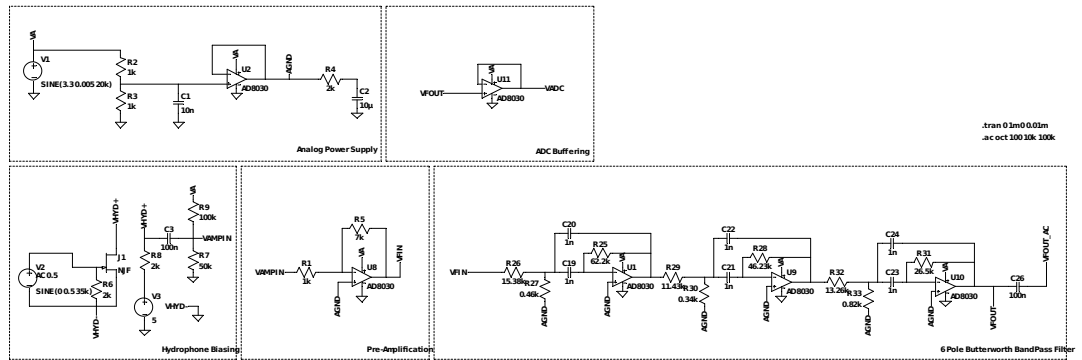 VA
V1
SINE(3.3 0.005 20k)
R2
1k
R3
1k
C1
10n
VA
U2
AD8030
AGND
R4
2k
C2
10µ
Analog Power Supply
VFOUT
VA
U11
AD8030
VADC
ADC Buffering
.tran 0 1m 0 0.01m
.ac oct 100 10k 100k
V2
AC 0.5
SINE(0 0.5 35k)
VHYD+
J1
NJF
R6
2k
VHYD-
VHYD+
R8
2k
V3
5
C3
100n
VA
R9
100k
VAMPIN
R7
50k
VHYD-
Hydrophone Biasing
VAMPIN
R1
1k
R5
7k
VA
U8
AD8030
AGND
VFIN
Pre-Amplification
VFIN
R26
15.38k
R27
0.46k
AGND
C20
1n
C19
1n
R25
62.2k
VA
U1
AD8030
AGND
R29
11.43k
R30
0.34k
AGND
C22
1n
C21
1n
R28
46.23k
VA
U9
AD8030
AGND
R32
13.26k
R33
0.82k
AGND
C24
1n
C23
1n
R31
26.5k
VA
U10
AD8030
AGND
VFOUT
C26
100n
VFOUT_AC
6 Pole Butterworth BandPass Filter